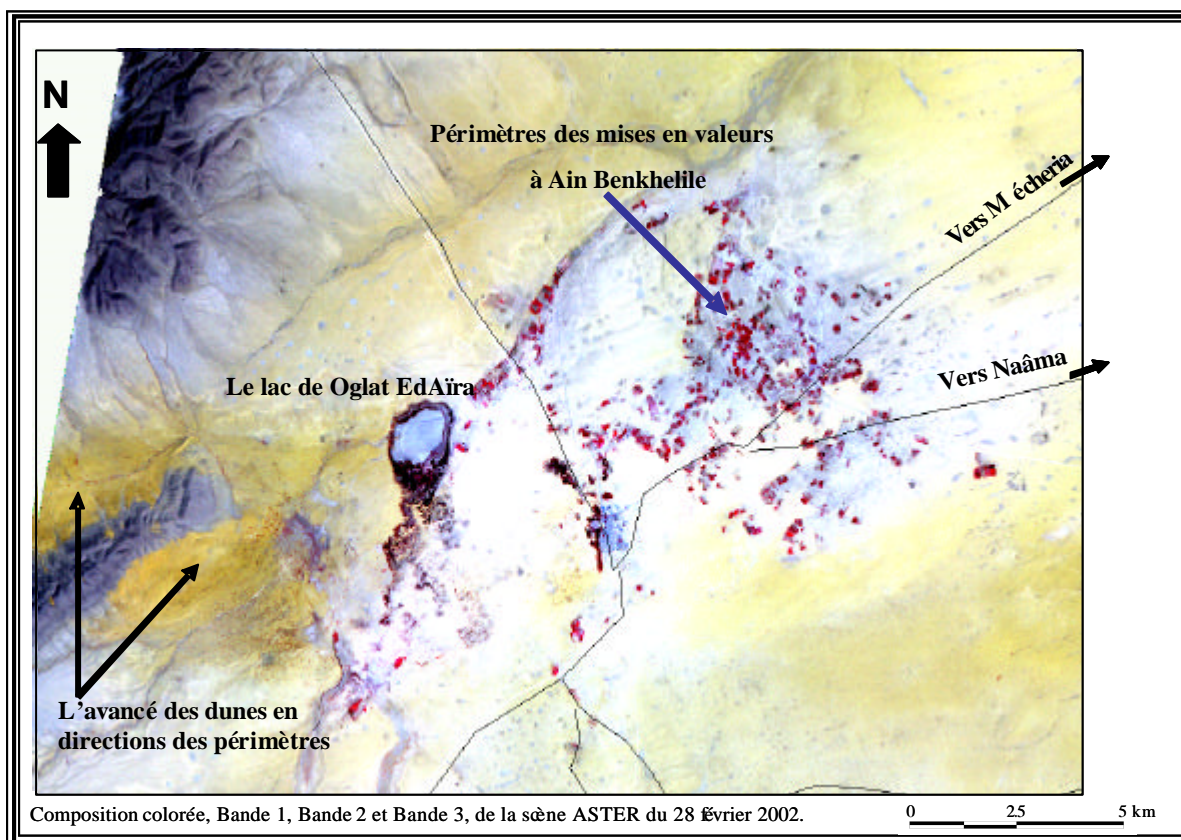 N
Périmètres des mises en valeurs
à Ain Benkhelile
Vers M écheria
Vers Naâma
Le lac de Oglat EdAïra
L'avancé des dunes en
directions des périmètres
Composition colorée, Bande 1, Bande 2 et Bande 3, de la scène ASTER du 28 février 2002.
0 2.5 5 km